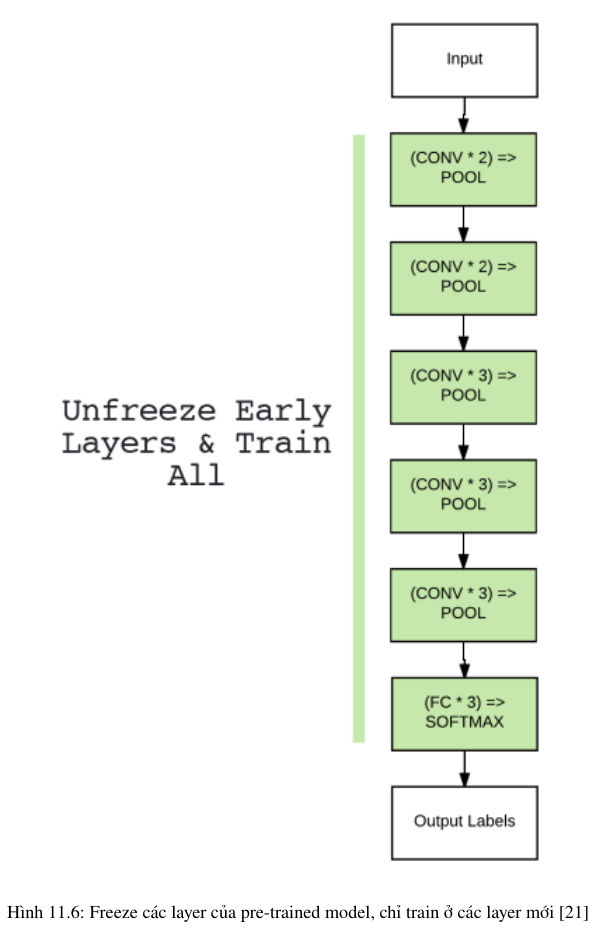 Input
(CONV * 2) =>
POOL
(CONV * 2) =>
POOL
(CONV * 3) =>
POOL
Unfreeze Early
Layers & Train
All
(CONV * 3) =>
POOL
(CONV * 3) =>
POOL
(FC * 3) =>
SOFTMAX
Output Labels
Hình 11.6: Freeze các layer của pre-trained model, chỉ train ở các layer mới [21]